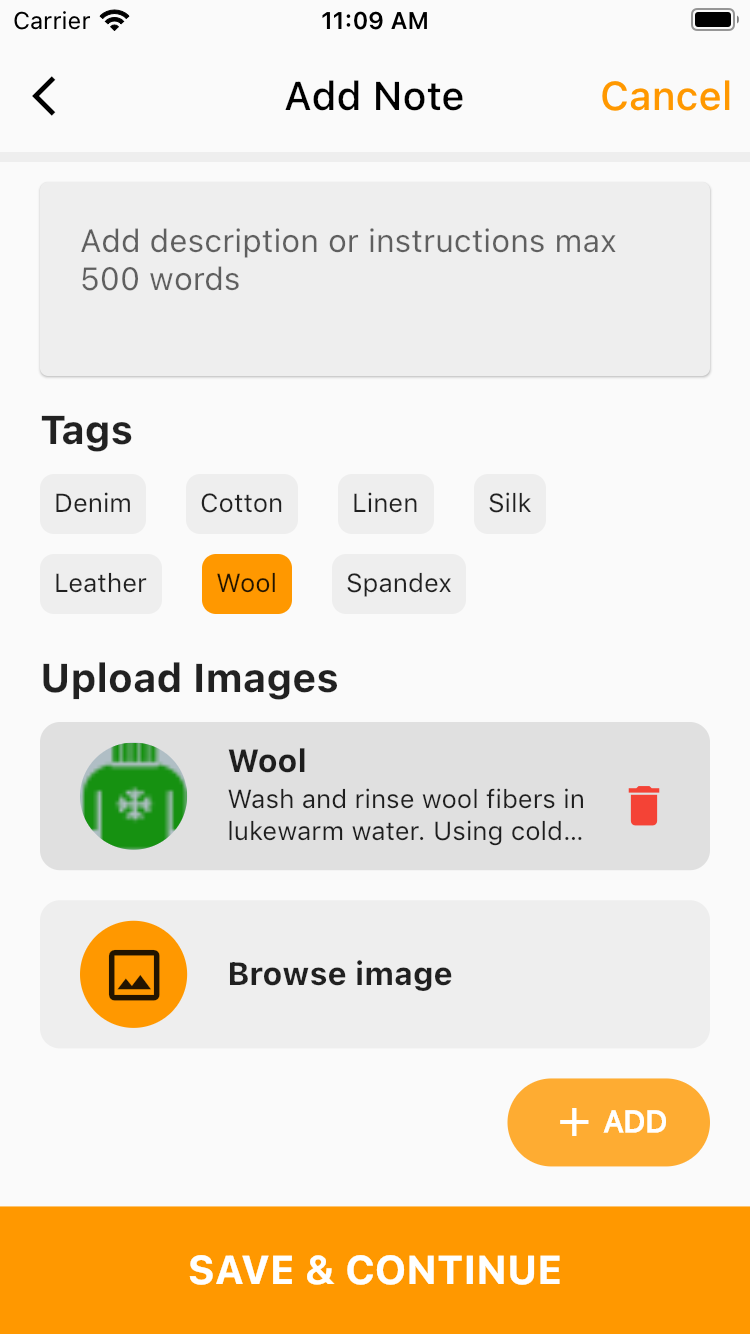 Carrier 11:09 AM
Add Note Cancel
Add description or instructions max
500 words
Tags
Denim Cotton Linen Silk
Leather Wool Spandex
Upload Images
Wool
Wash and rinse wool fibers in
lukewarm water. Using cold...
Browse image
+ ADD
SAVE & CONTINUE